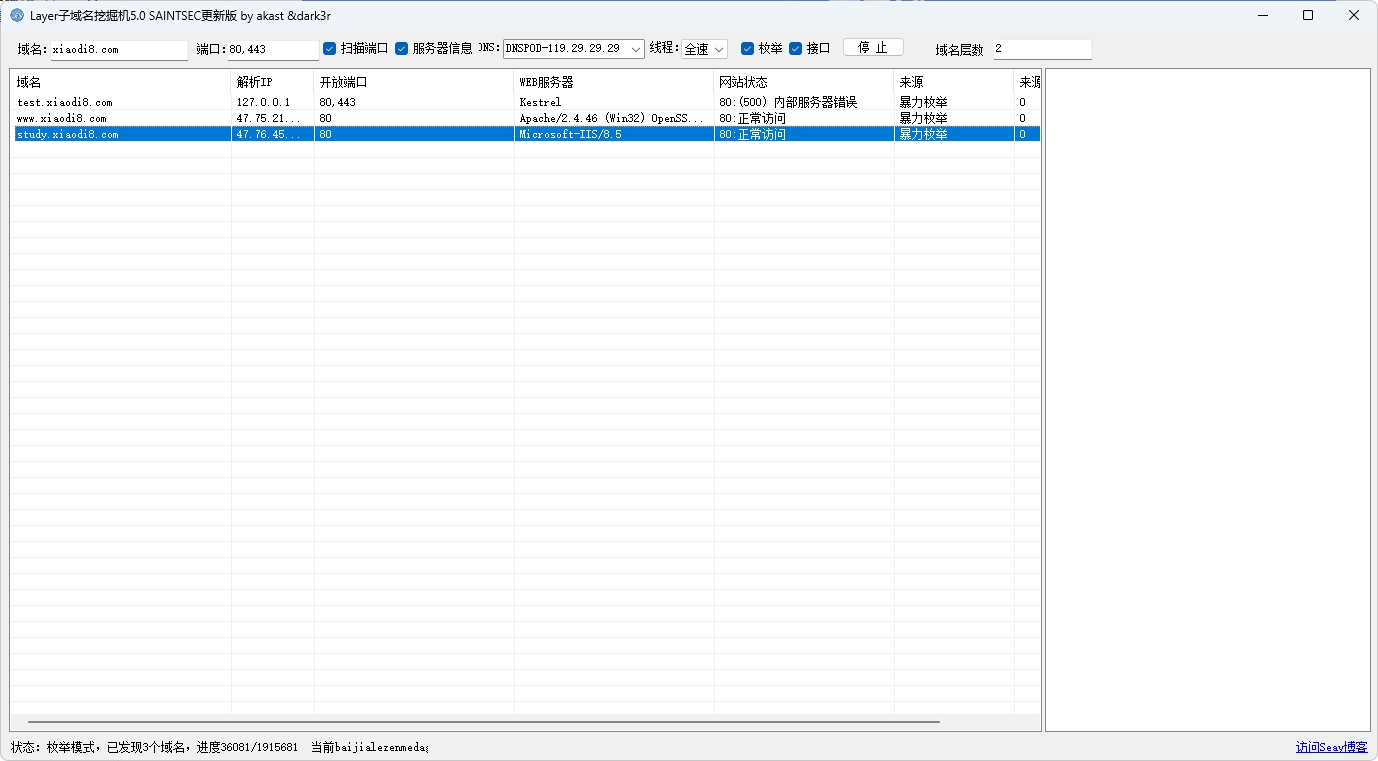 Layer子域名挖掘机5.0 SAINTSEC更新版 by akast &dark3r
域名: xiaodi8.com 端口: 80,443 扫描端口 服务器信息 DNS: DNSPOD-119.29.29.29 线程: 全速 枚举 接口 停 止 域名层数 2
域名 解析IP 开放端口 WEB服务器 网站状态 来源 来源
test.xiaodi8.com 127.0.0.1 80,443 Kestrel 80:(500) 内部服务器错误 暴力枚举 0
www.xiaodi8.com 47.75.21... 80 Apache/2.4.46 (Win32) OpenSS... 80:正常访问 暴力枚举 0
study.xiaodi8.com 47.76.45... 80 Microsoft-IIS/8.5 80:正常访问 暴力枚举 0
状态: 枚举模式，已发现3个域名，进度36081/1915681 当前baijialezenmeda
访问Seay博客